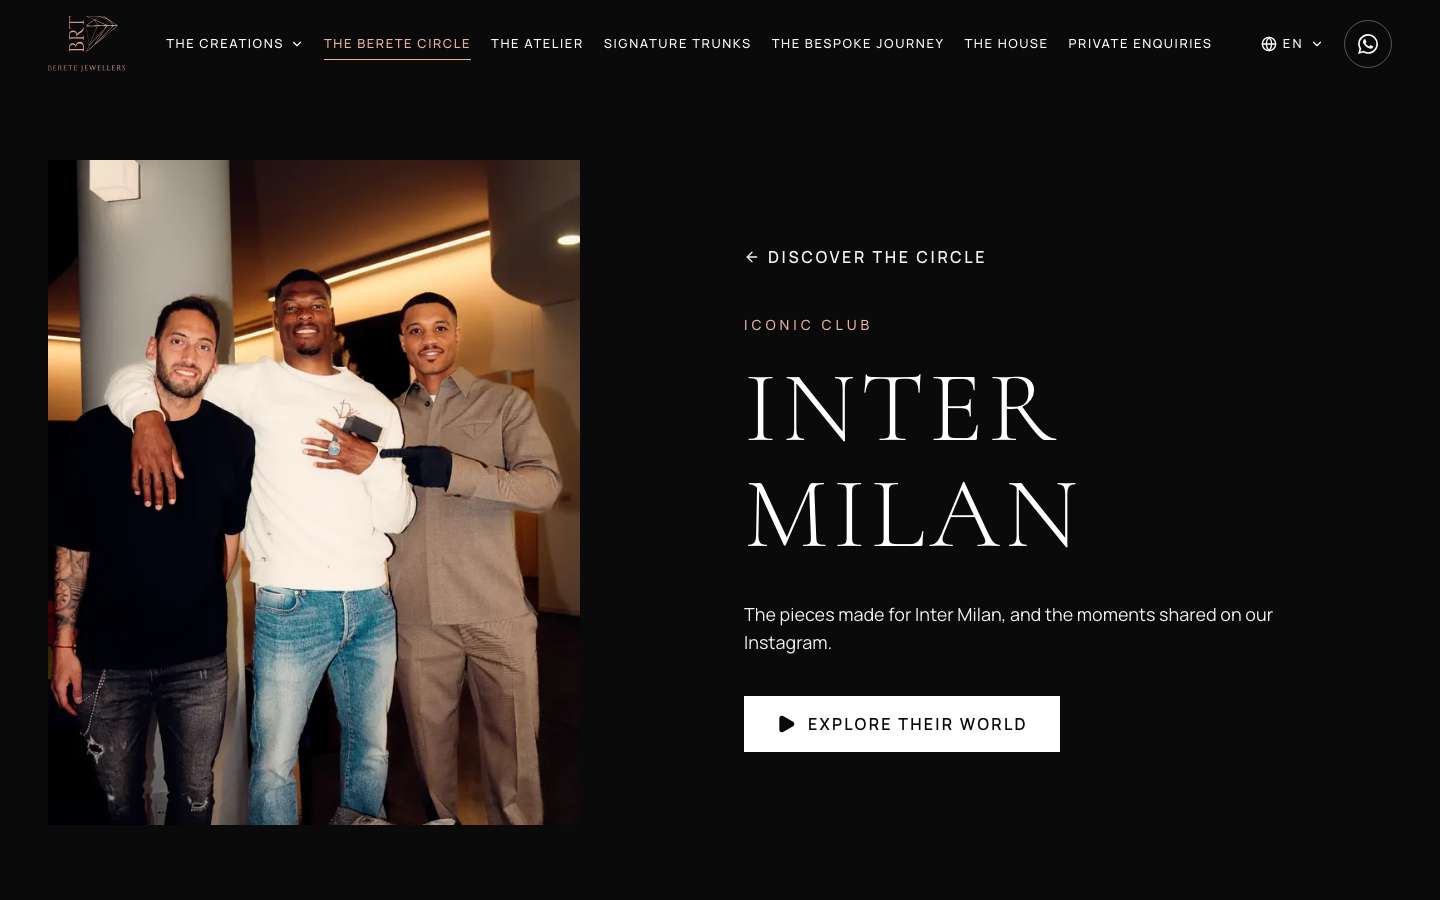 BRT
BERETE JEWELLERS
THE CREATIONS
THE BERETE CIRCLE
THE ATELIER
SIGNATURE TRUNKS
THE BESPOKE JOURNEY
THE HOUSE
PRIVATE ENQUIRIES
EN
DISCOVER THE CIRCLE
ICONIC CLUB
INTER
MILAN
The pieces made for Inter Milan, and the moments shared on our
Instagram.
EXPLORE THEIR WORLD